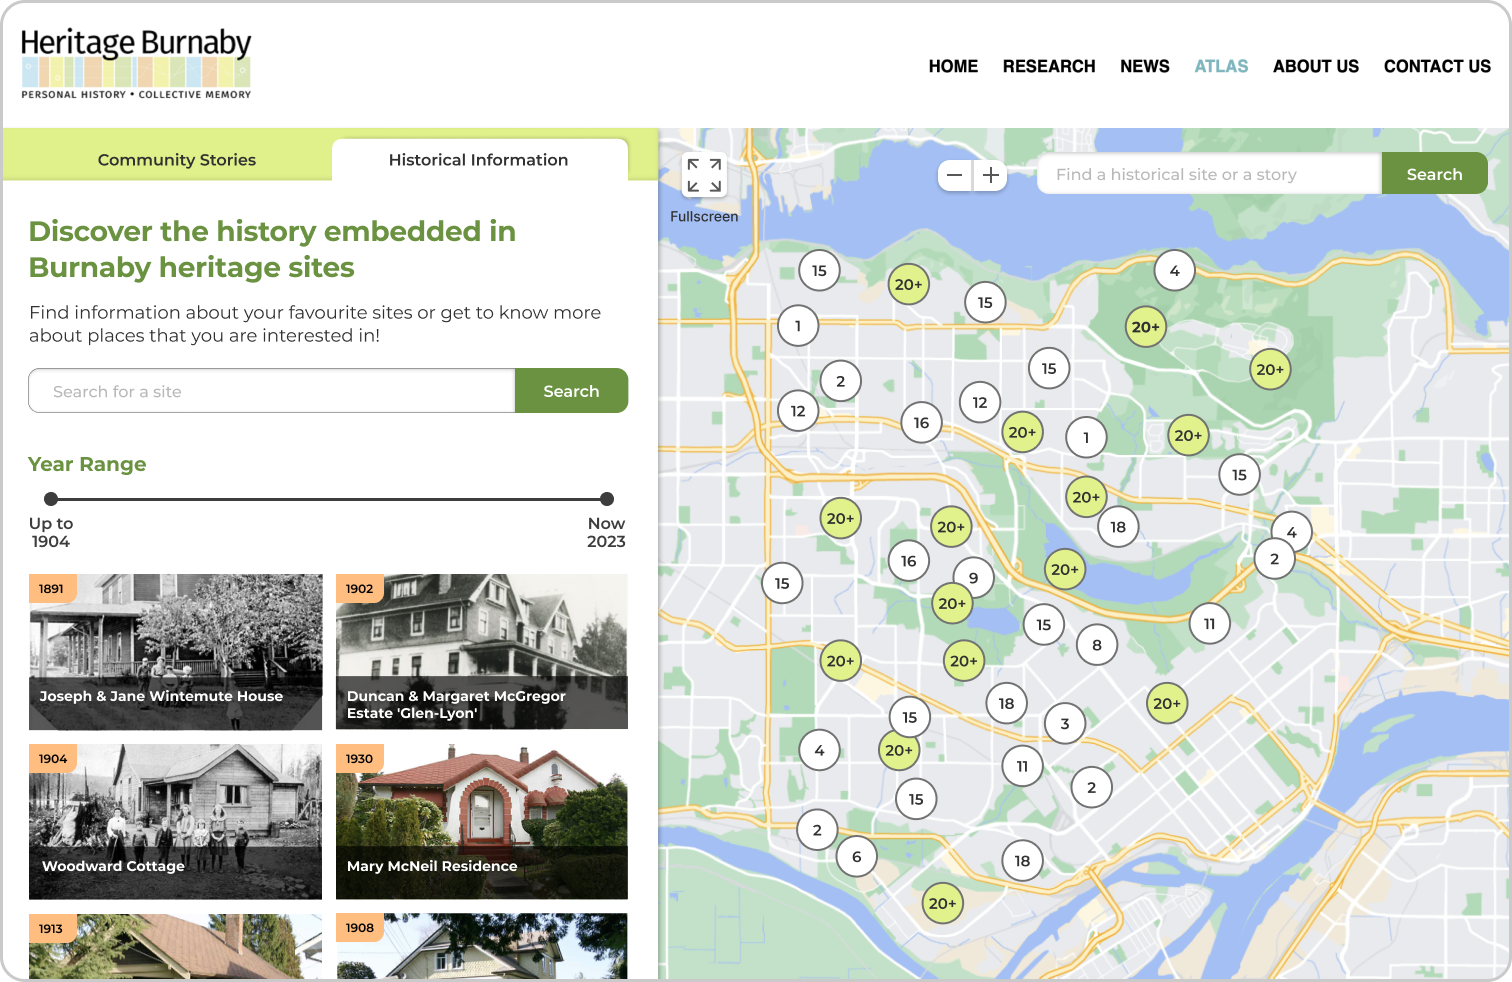 Heritage Burnaby
PERSONAL HISTORY • COLLECTIVE MEMORY
HOME
RESEARCH
NEWS
ATLAS
ABOUT US
CONTACT US
Community Stories
Historical Information
Discover the history embedded in
Burnaby heritage sites
Find information about your favourite sites or get to know more
about places that you are interested in!
Search for a site
Search
Year Range
Up to
1904
Now
2023
1891
Joseph & Jane Wintemute House
1902
Duncan & Margaret McGregor
Estate 'Glen-Lyon'
1904
Woodward Cottage
1930
Mary McNeil Residence
1913
1908
Fullscreen
Find a historical site or a story
Search
15
20+
15
4
1
20+
15
20+
2
12
12
16
20+
1
20+
15
20+
18
20+
20+
4
2
16
9
20+
15
20+
15
8
11
20+
20+
18
20+
15
3
4
20+
11
2
15
2
6
18
20+